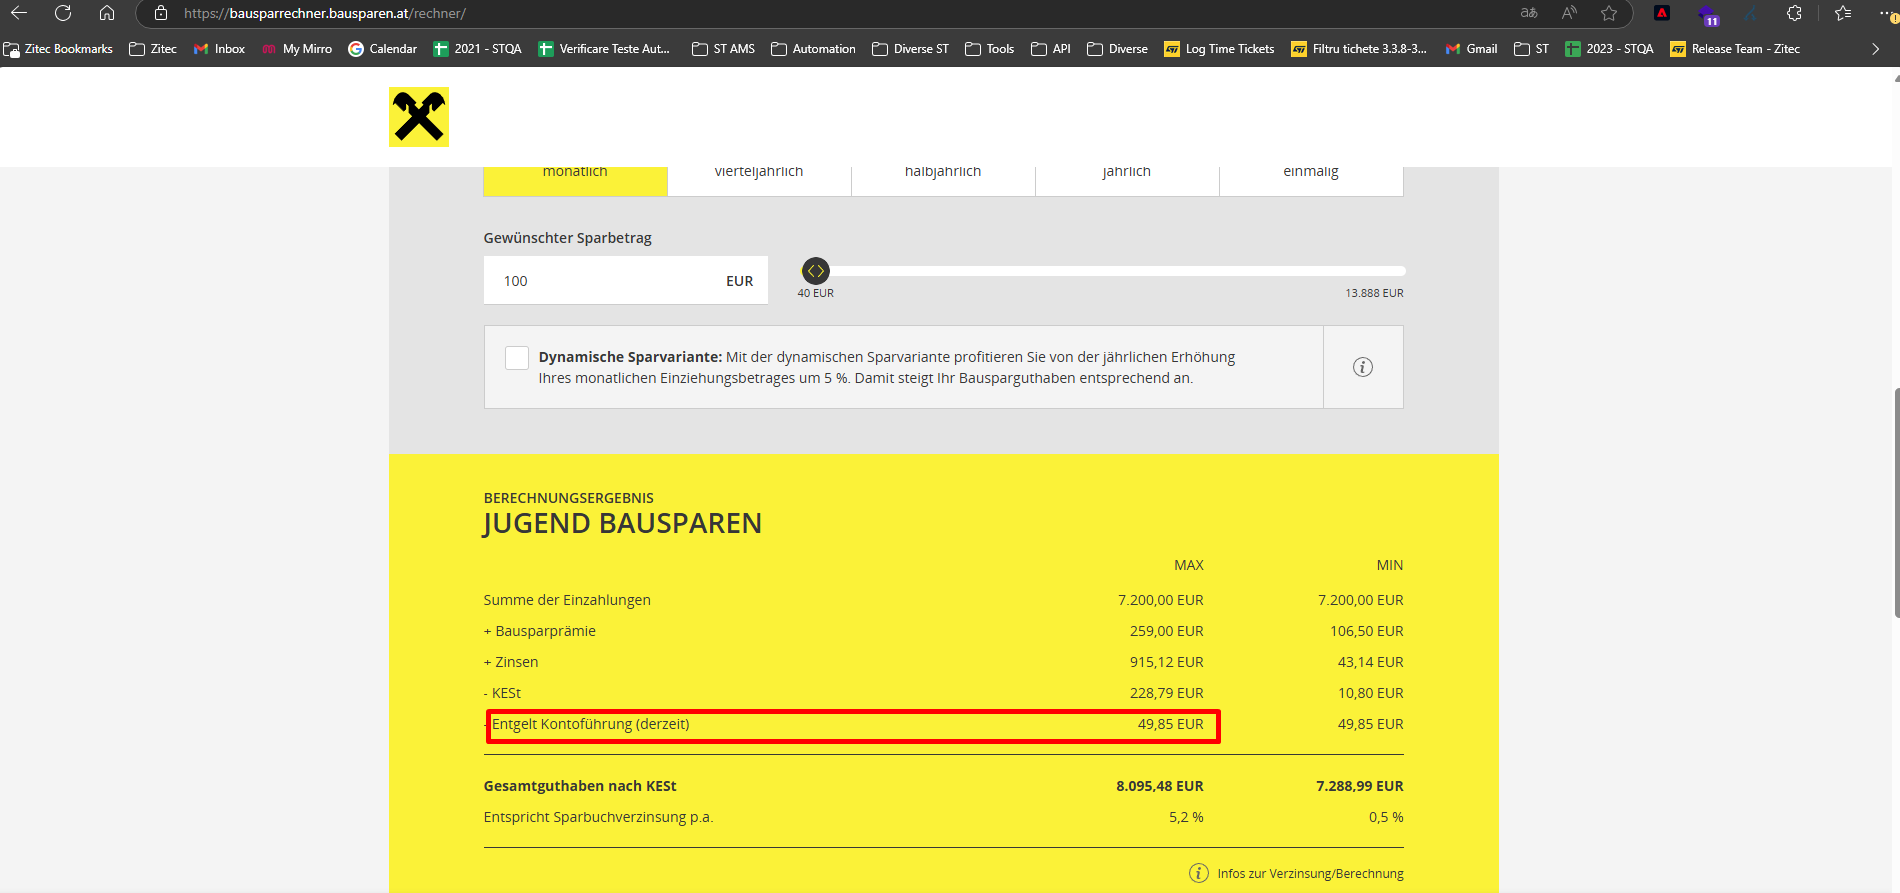 https://bausparrechner.bausparen.at/rechner/
11
Zitec Bookmarks
Zitec
Inbox
My Mirro
Calendar
2021 - STQA
Verificare Teste Aut...
ST AMS
Automation
Diverse ST
Tools
API
Diverse
Log Time Tickets
Filtru tichete 3.3.8-3...
Gmail
ST
2023 - STQA
Release Team - Zitec
monatlich
vierteljährlich
halbjährlich
jährlich
einmalig
Gewünschter Sparbetrag
100 EUR
40 EUR
13.888 EUR
Dynamische Sparvariante: Mit der dynamischen Sparvariante profitieren Sie von der jährlichen Erhöhung
Ihres monatlichen Einziehungsbetrages um 5 %. Damit steigt Ihr Bausparguthaben entsprechend an.
BERECHNUNGSERGEBNIS
JUGEND BAUSPAREN
MAX MIN
Summe der Einzahlungen 7.200,00 EUR 7.200,00 EUR
+ Bausparprämie 259,00 EUR 106,50 EUR
+ Zinsen 915,12 EUR 43,14 EUR
- KESt 228,79 EUR 10,80 EUR
- Entgelt Kontoführung (derzeit) 49,85 EUR 49,85 EUR
Gesamtguthaben nach KESt 8.095,48 EUR 7.288,99 EUR
Entspricht Sparbuchverzinsung p.a. 5,2 % 0,5 %
Infos zur Verzinsung/Berechnung